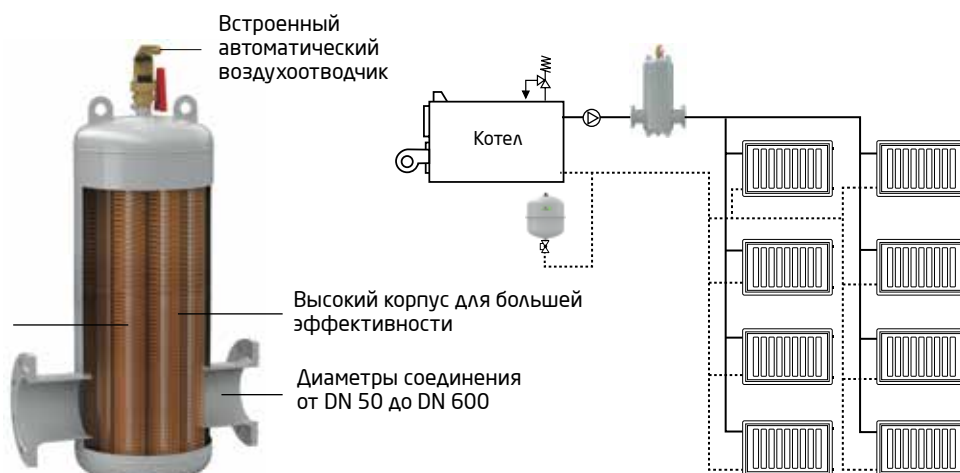 Встроенный
автоматический
воздухоотводчик
Котел
Высокий корпус для большей
эффективности
Диаметры соединения
от DN 50 до DN 600